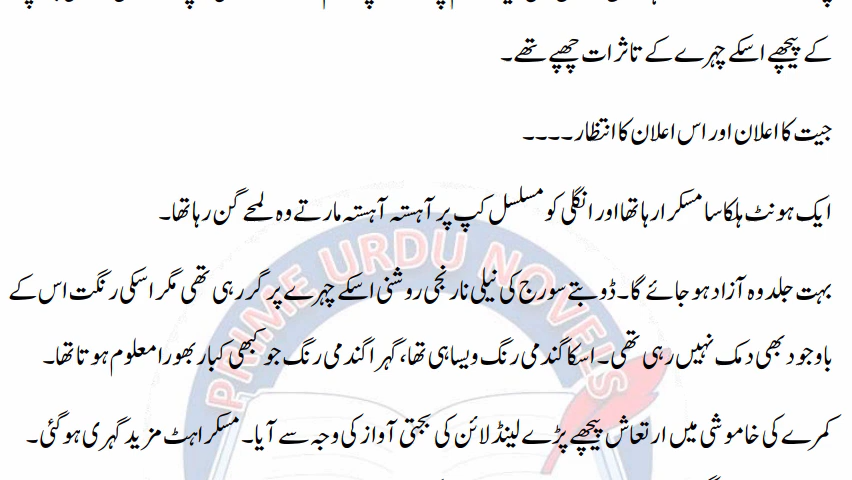 کے پیچھے اسکے چہرے کے تاثرات چھپے تھے۔
جیت کا اعلان اور اس اعلان کا انتظار۔۔۔۔
ایک ہونٹ ہلکا سا مسکرا رہا تھا اور انگلی کو مسلسل کپ پر آہستہ آہستہ مارتے وہ لمحے گن رہا تھا۔
بہت جلد وہ آزاد ہو جائے گا۔ ڈوبتے سورج کی نیلی نارنجی روشنی اسکے چہرے پر گر رہی تھی مگر اسکی رنگت اس کے
باوجود بھی دمک نہیں رہی تھی۔ اسکا گندمی رنگ ویسا ہی تھا، گہرا گندمی رنگ جو کبھی کبار بھورا معلوم ہوتا تھا۔
کمرے کی خاموشی میں ارتعاش پیچھے پڑے لینڈ لائن کی بجتی آواز کی وجہ سے آیا۔ مسکراہٹ مزید گہری ہو گئی۔
PRIME URDU NOVELS